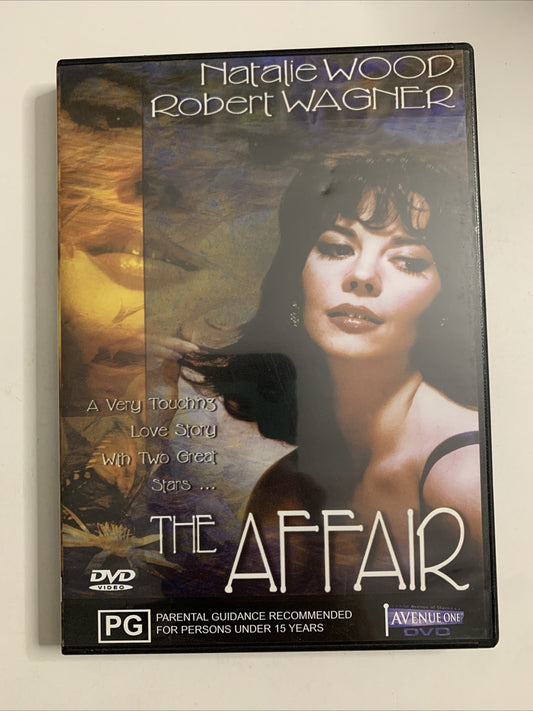 Natalie WOOD
Robert WAGNER
A Very Touching
Love Story
With Two Great
Stars ...
THE AFFAIR
DVD
VIDEO
PG
PARENTAL GUIDANCE RECOMMENDED
FOR PERSONS UNDER 15 YEARS
AVENUE ONE
DVD